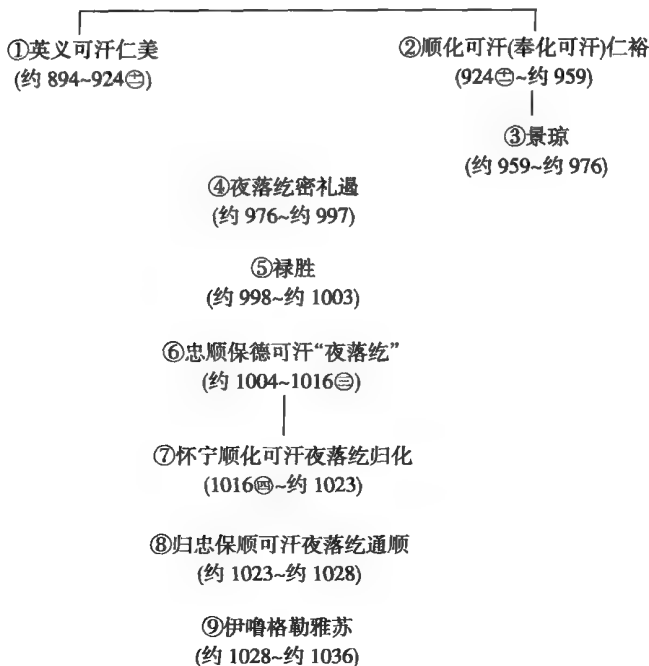 ①英义可汗仁美
(约 894~924十一)
②顺化可汗(奉化可汗)仁裕
(924十一~约 959)
③景琼
(约 959~约 976)
④夜落纥密礼遏
(约 976~约 997)
⑤禄胜
(约 998~约 1003)
⑥忠顺保德可汗“夜落纥”
(约 1004~1016㊂)
⑦怀宁顺化可汗夜落纥归化
(1016㊃~约 1023)
⑧归忠保顺可汗夜落纥通顺
(约 1023~约 1028)
⑨伊噜格勒雅苏
(约 1028~约 1036)